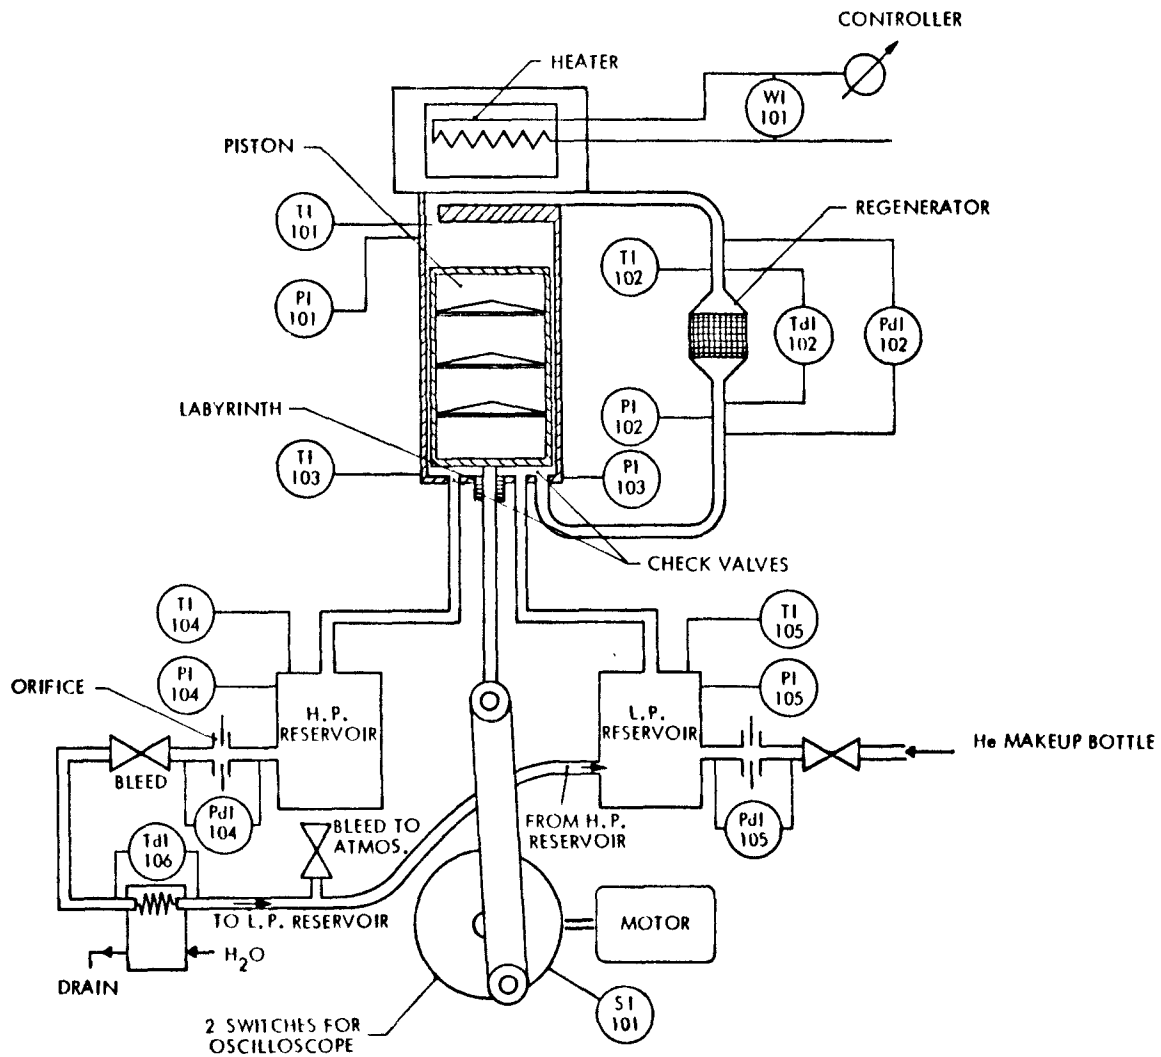 CONTROLLER
HEATER
WI
101
PISTON
REGENERATOR
TI
101
TI
102
PI
101
TdI
102
PdI
102
LABYRINTH
PI
102
TI
103
PI
103
CHECK VALVES
TI
104
TI
105
PI
104
PI
105
ORIFICE
H.P.
RESERVOIR
L.P.
RESERVOIR
He MAKEUP BOTTLE
BLEED
PdI
104
BLEED TO
ATMOS.
FROM H.P.
RESERVOIR
PdI
105
TdI
106
TO L.P. RESERVOIR
MOTOR
H2O
DRAIN
SI
101
2 SWITCHES FOR
OSCILLOSCOPE